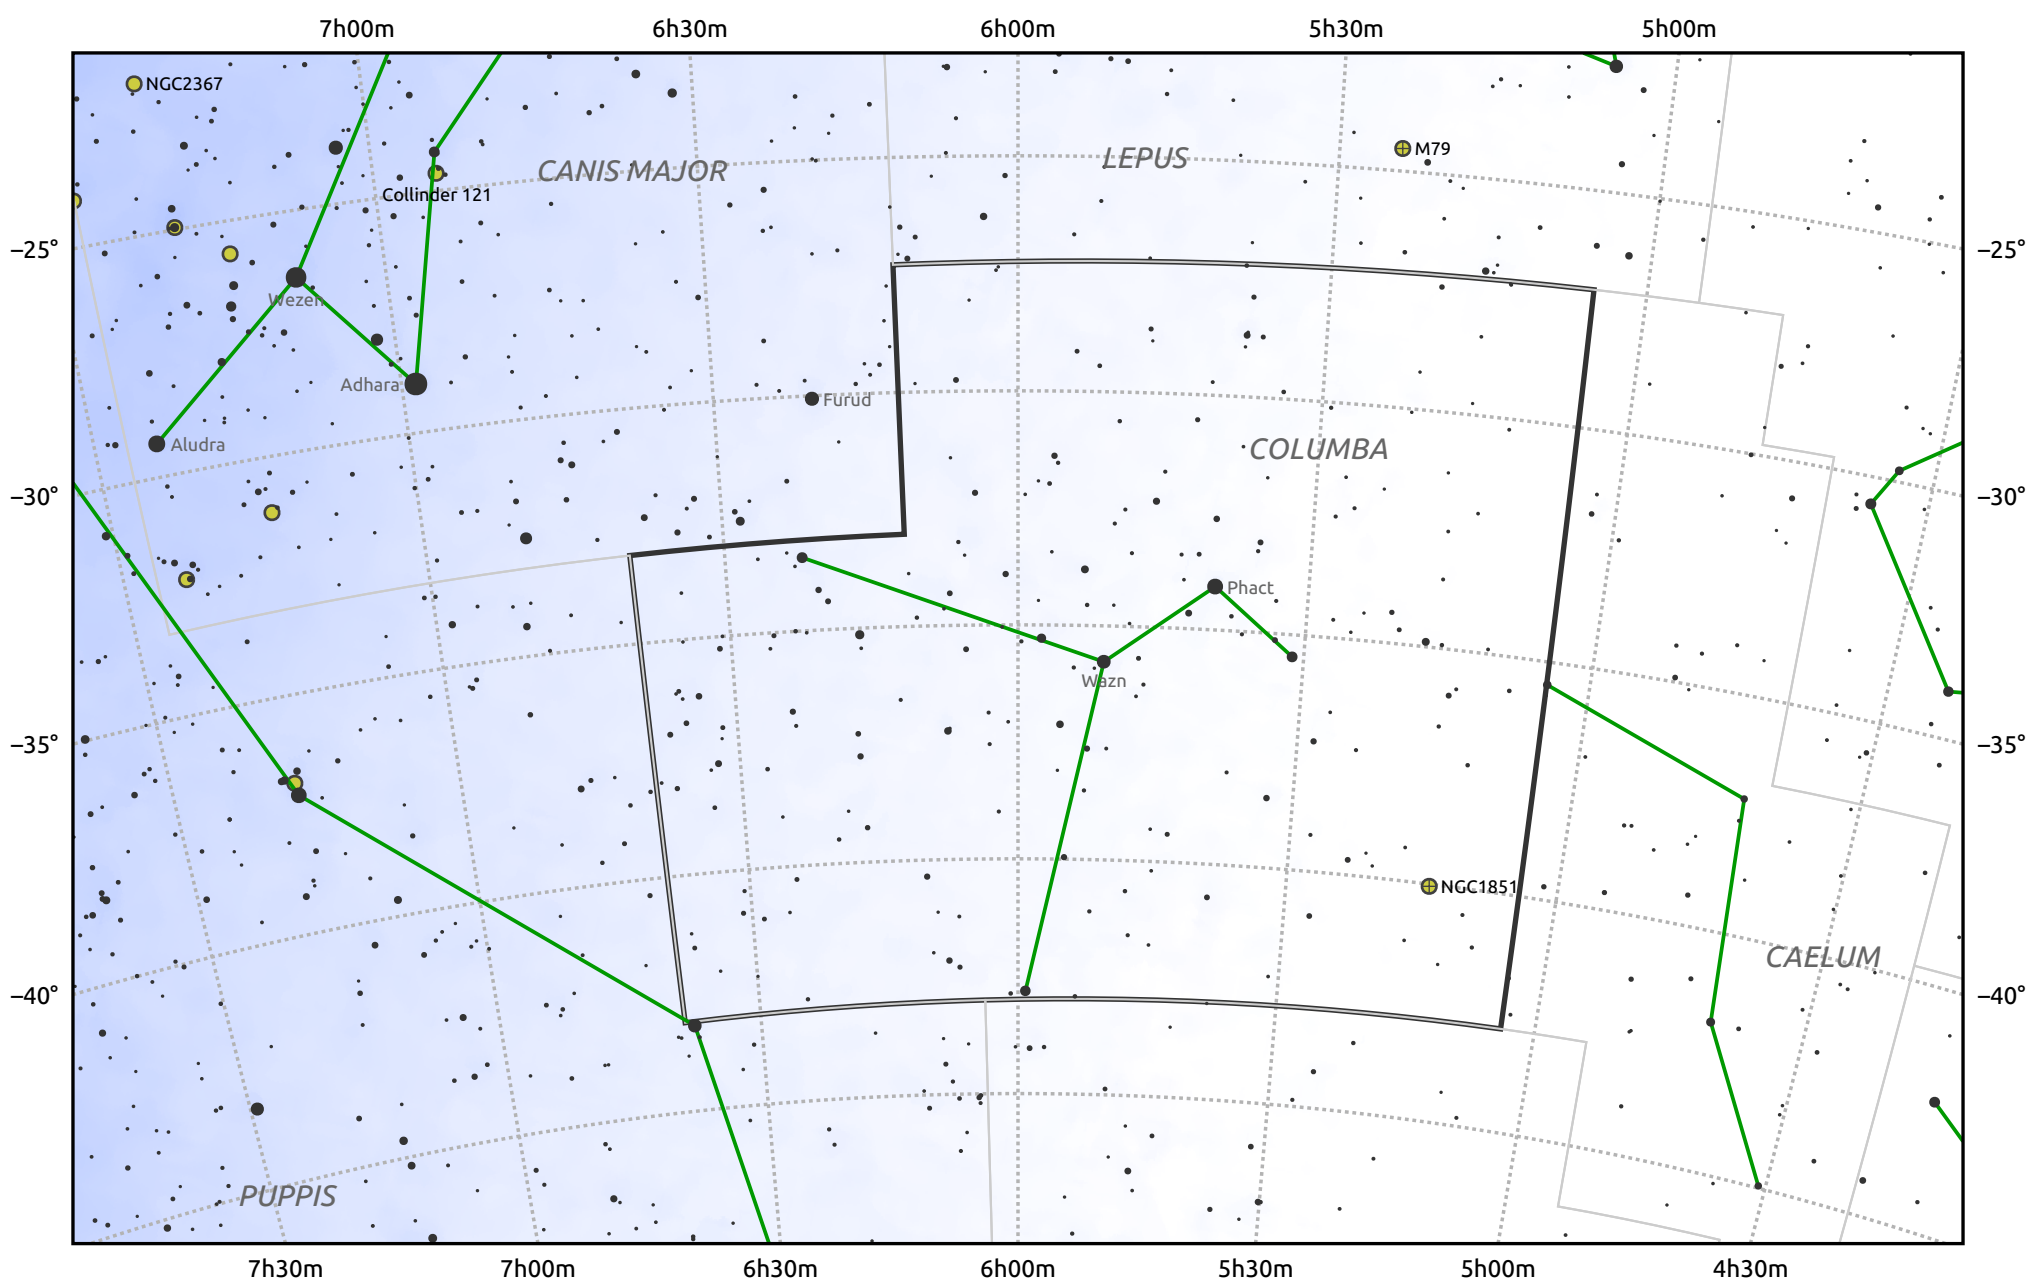 7h00m 6h30m 6h00m 5h30m 5h00m
NGC2367
M79
LEPUS
CANIS MAJOR
Collinder 121
−25° −25°
Wezen
Adhara
Furud
Aludra
COLUMBA
−30° −30°
Phact
Wazn
−35° −35°
NGC1851
CAELUM
−40° −40°
PUPPIS
7h30m 7h00m 6h30m 6h00m 5h30m 5h00m 4h30m